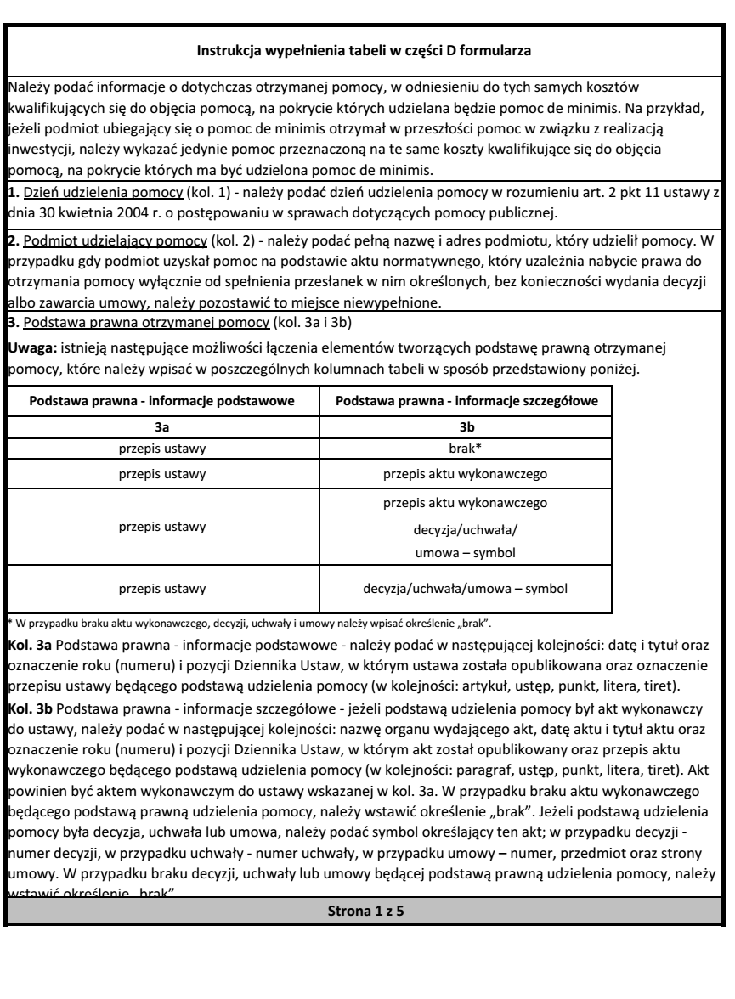 Instrukcja wypełnienia tabeli w części D formularza
Należy podać informacje o dotychczas otrzymanej pomocy, w odniesieniu do tych samych kosztów
kwalifikujących się do objęcia pomocą, na pokrycie których udzielana będzie pomoc de minimis. Na przykład,
jeżeli podmiot ubiegający się o pomoc de minimis otrzymał w przeszłości pomoc w związku z realizacją
inwestycji, należy wykazać jedynie pomoc przeznaczoną na te same koszty kwalifikujące się do objęcia
pomocą, na pokrycie których ma być udzielona pomoc de minimis.
1. Dzień udzielenia pomocy (kol. 1) - należy podać dzień udzielenia pomocy w rozumieniu art. 2 pkt 11 ustawy z
dnia 30 kwietnia 2004 r. o postępowaniu w sprawach dotyczących pomocy publicznej.
2. Podmiot udzielający pomocy (kol. 2) - należy podać pełną nazwę i adres podmiotu, który udzielił pomocy. W
przypadku gdy podmiot uzyskał pomoc na podstawie aktu normatywnego, który uzależnia nabycie prawa do
otrzymania pomocy wyłącznie od spełnienia przesłanek w nim określonych, bez konieczności wydania decyzji
albo zawarcia umowy, należy pozostawić to miejsce niewypełnione.
3. Podstawa prawna otrzymanej pomocy (kol. 3a i 3b)
Uwaga: istnieją następujące możliwości łączenia elementów tworzących podstawę prawną otrzymanej
pomocy, które należy wpisać w poszczególnych kolumnach tabeli w sposób przedstawiony poniżej.
Podstawa prawna - informacje podstawowe Podstawa prawna - informacje szczegółowe
3a 3b
przepis ustawy brak*
przepis ustawy przepis aktu wykonawczego
przepis ustawy przepis aktu wykonawczego
decyzja/uchwała/
umowa – symbol
przepis ustawy decyzja/uchwała/umowa – symbol
* W przypadku braku aktu wykonawczego, decyzji, uchwały i umowy należy wpisać określenie „brak”.
Kol. 3a Podstawa prawna - informacje podstawowe - należy podać w następującej kolejności: datę i tytuł oraz
oznaczenie roku (numeru) i pozycji Dziennika Ustaw, w którym ustawa została opublikowana oraz oznaczenie
przepisu ustawy będącego podstawą udzielenia pomocy (w kolejności: artykuł, ustęp, punkt, litera, tiret).
Kol. 3b Podstawa prawna - informacje szczegółowe - jeżeli podstawą udzielenia pomocy był akt wykonawczy
do ustawy, należy podać w następującej kolejności: nazwę organu wydającego akt, datę aktu i tytuł aktu oraz
oznaczenie roku (numeru) i pozycji Dziennika Ustaw, w którym akt został opublikowany oraz przepis aktu
wykonawczego będącego podstawą udzielenia pomocy (w kolejności: paragraf, ustęp, punkt, litera, tiret). Akt
powinien być aktem wykonawczym do ustawy wskazanej w kol. 3a. W przypadku braku aktu wykonawczego
będącego podstawą prawną udzielenia pomocy, należy wstawić określenie „brak”. Jeżeli podstawą udzielenia
pomocy była decyzja, uchwała lub umowa, należy podać symbol określający ten akt; w przypadku decyzji -
numer decyzji, w przypadku uchwały - numer uchwały, w przypadku umowy – numer, przedmiot oraz strony
umowy. W przypadku braku decyzji, uchwały lub umowy będącej podstawą prawną udzielenia pomocy, należy
wstawić określenie „brak”
Strona 1 z 5